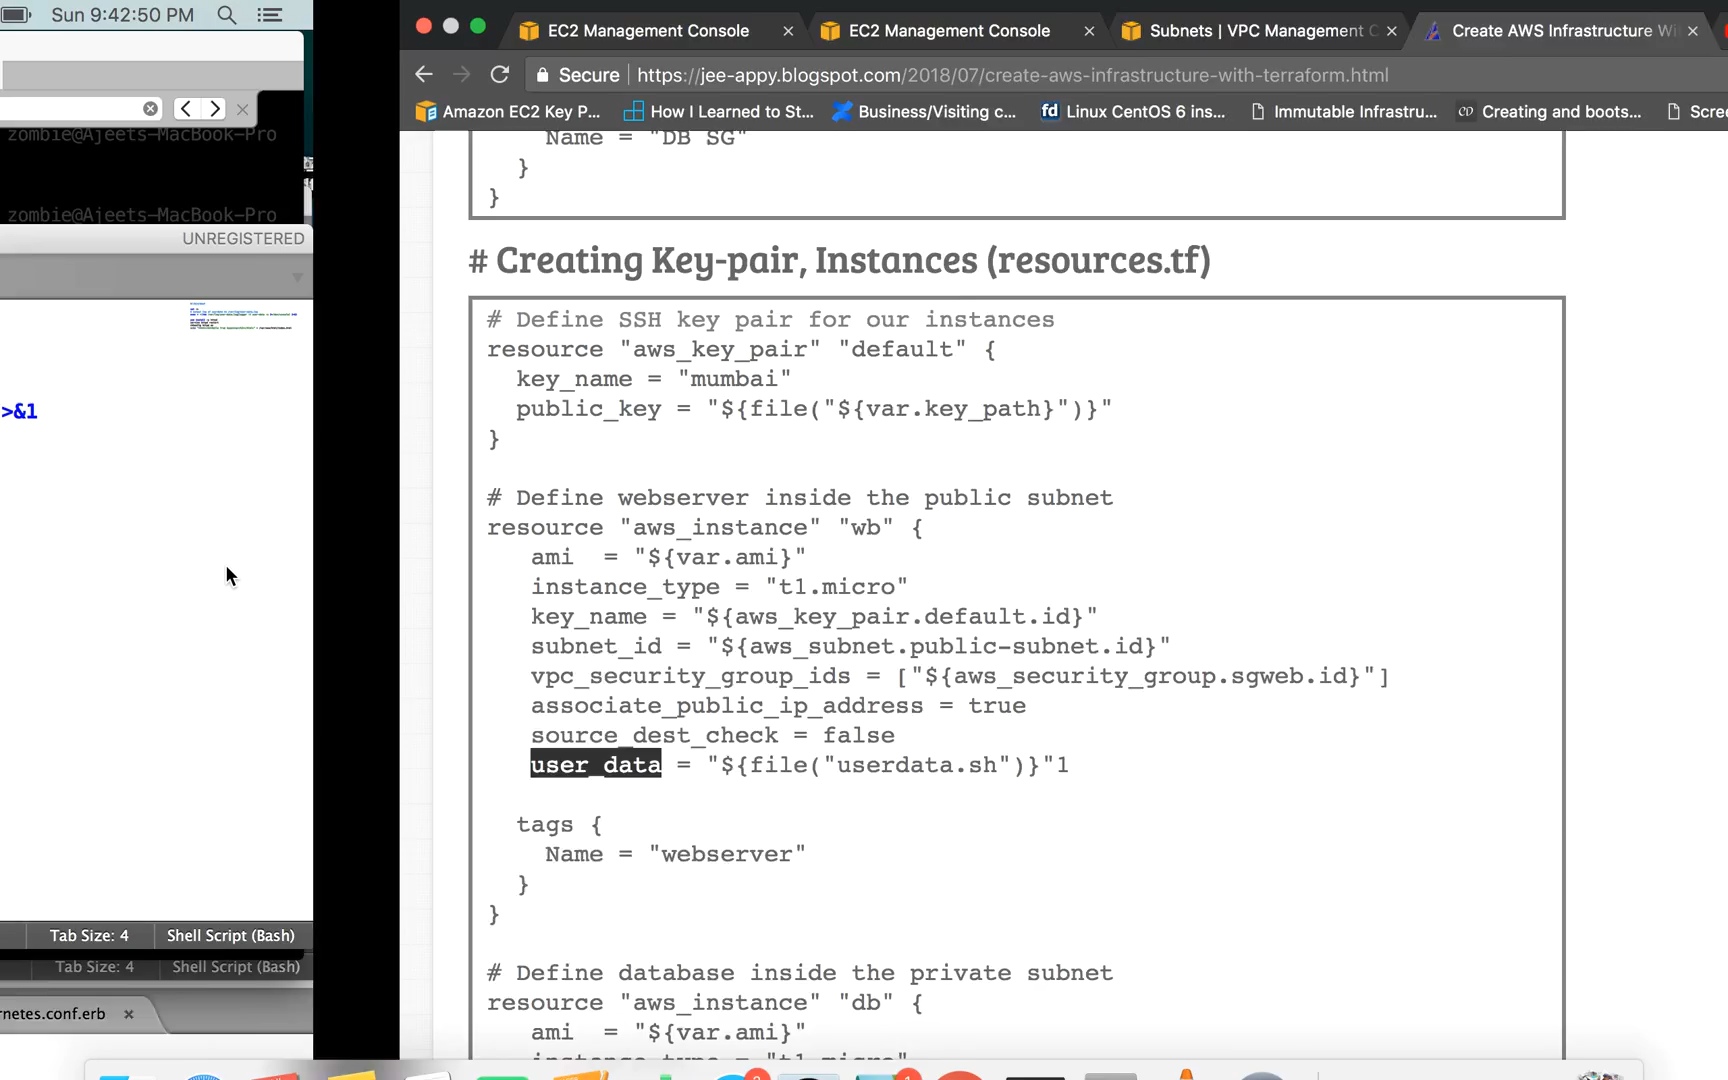 Sun 9:42:50 PM
zombie@Ajeets-MacBook-Pro
zombie@Ajeets-MacBook-Pro
UNREGISTERED
>&1
Tab Size: 4
Shell Script (Bash)
Tab Size: 4
Shell Script (Bash)
rnetes.conf.erb
EC2 Management Console
EC2 Management Console
Subnets | VPC Management C
Create AWS Infrastructure Wi
Secure
https://jee-appy.blogspot.com/2018/07/create-aws-infrastructure-with-terraform.html
Amazon EC2 Key P...
How I Learned to St...
Business/Visiting c...
fd Linux CentOS 6 ins...
Immutable Infrastru...
Creating and boots...
Scree
Name = "DB SG"
}
}
# Creating Key-pair, Instances (resources.tf)
# Define SSH key pair for our instances
resource "aws_key_pair" "default" {
key_name = "mumbai"
public_key = "${file("${var.key_path}")}"
}
# Define webserver inside the public subnet
resource "aws_instance" "wb" {
ami = "${var.ami}"
instance_type = "t1.micro"
key_name = "${aws_key_pair.default.id}"
subnet_id = "${aws_subnet.public-subnet.id}"
vpc_security_group_ids = ["${aws_security_group.sgweb.id}"]
associate_public_ip_address = true
source_dest_check = false
user_data = "${file("userdata.sh")}"1
tags {
Name = "webserver"
}
}
# Define database inside the private subnet
resource "aws_instance" "db" {
ami = "${var.ami}"
instance_type = "t1.micro"